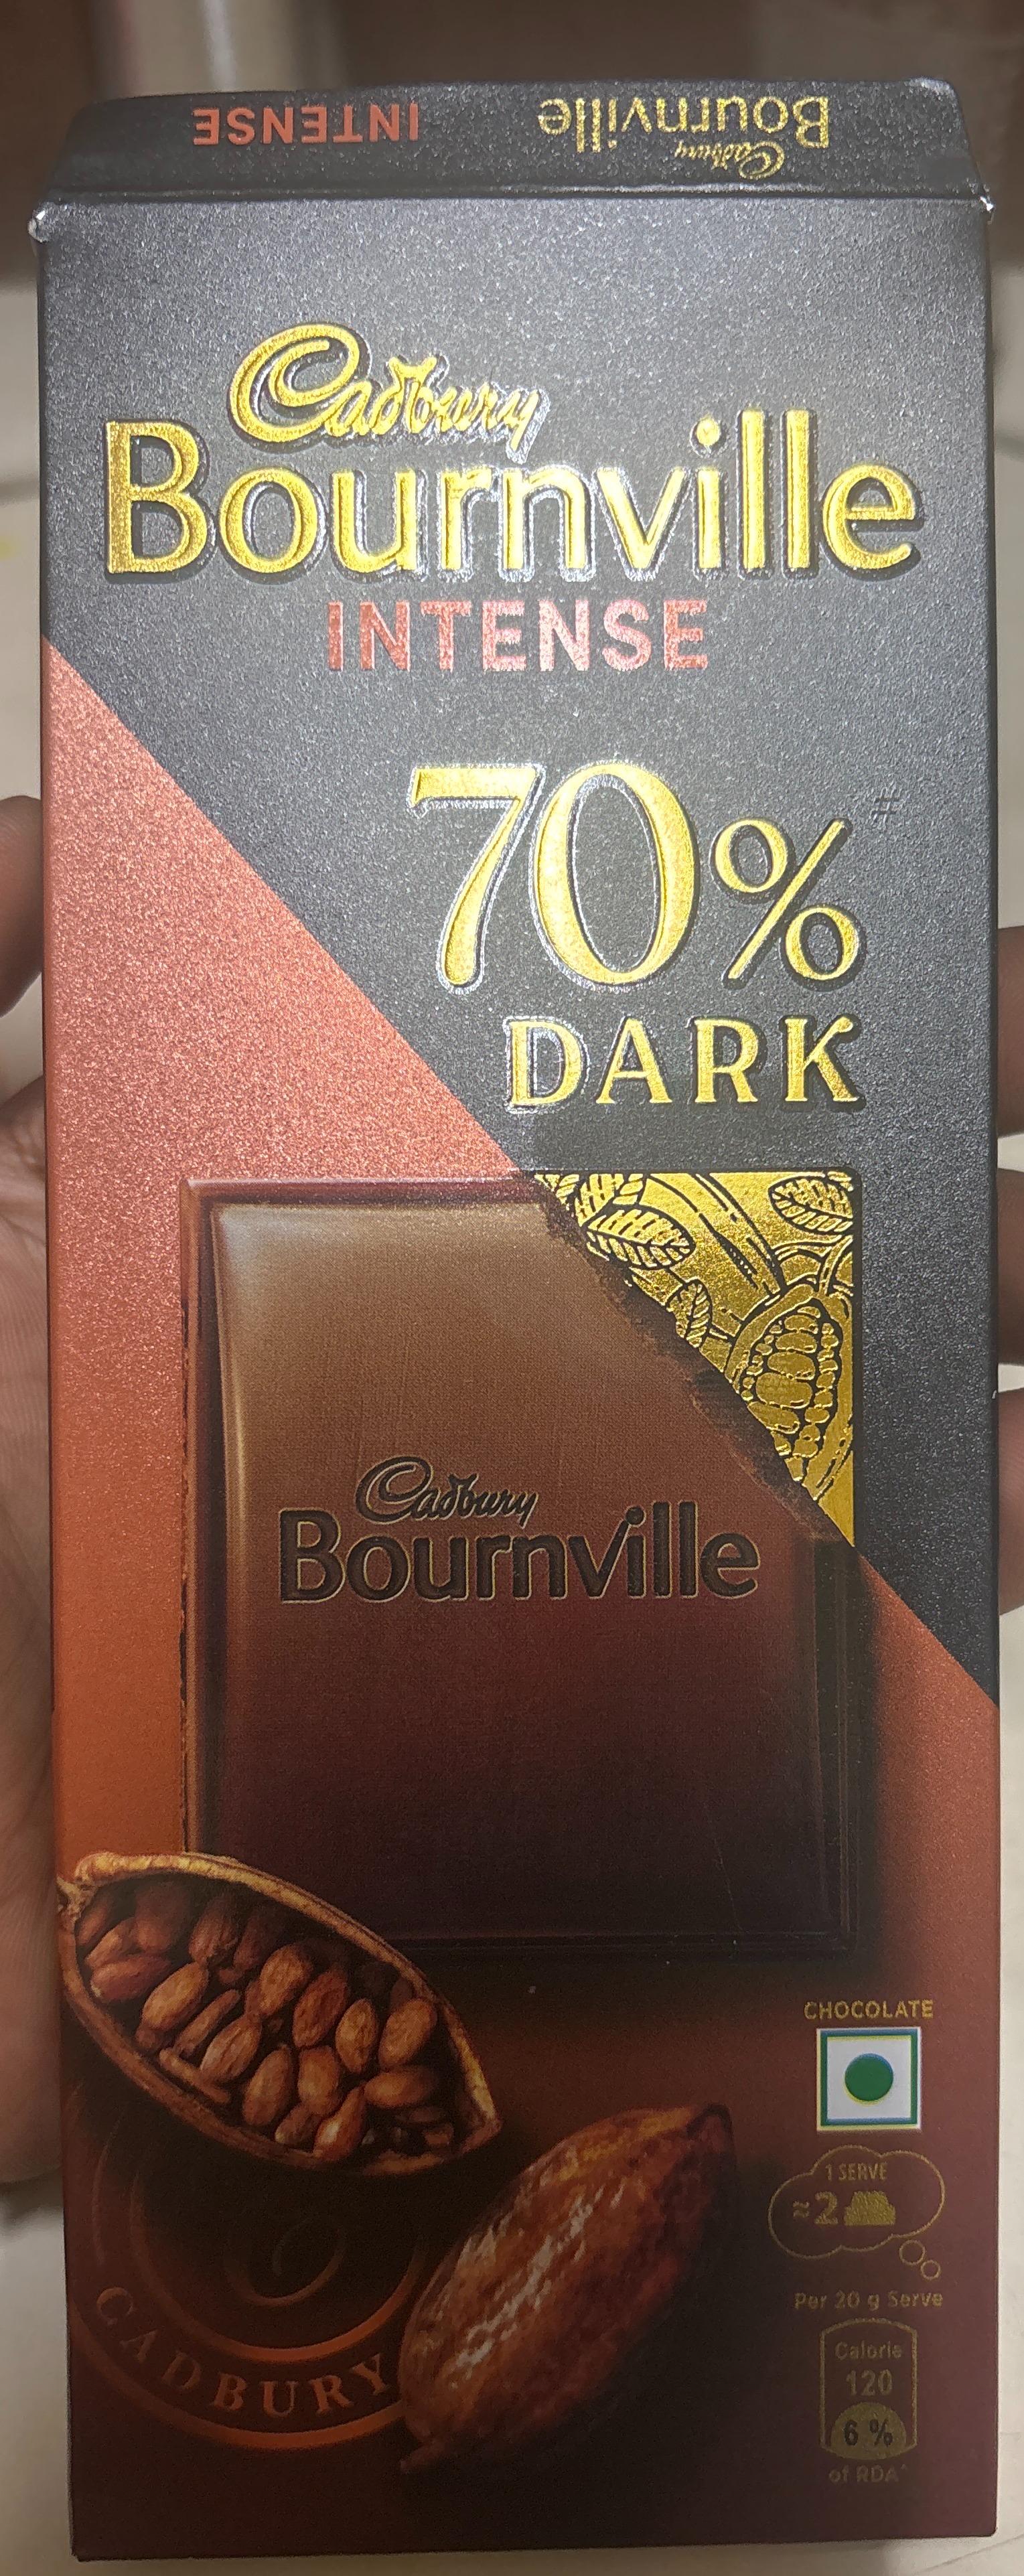 INTENSE Cadbury Bournville
Cadbury
Bournville
INTENSE
70%#
DARK
Cadbury
Bournville
CHOCOLATE
1 SERVE
≈2
Per 20 g Serve
Calorie
120
6 %
of RDA*
CADBURY